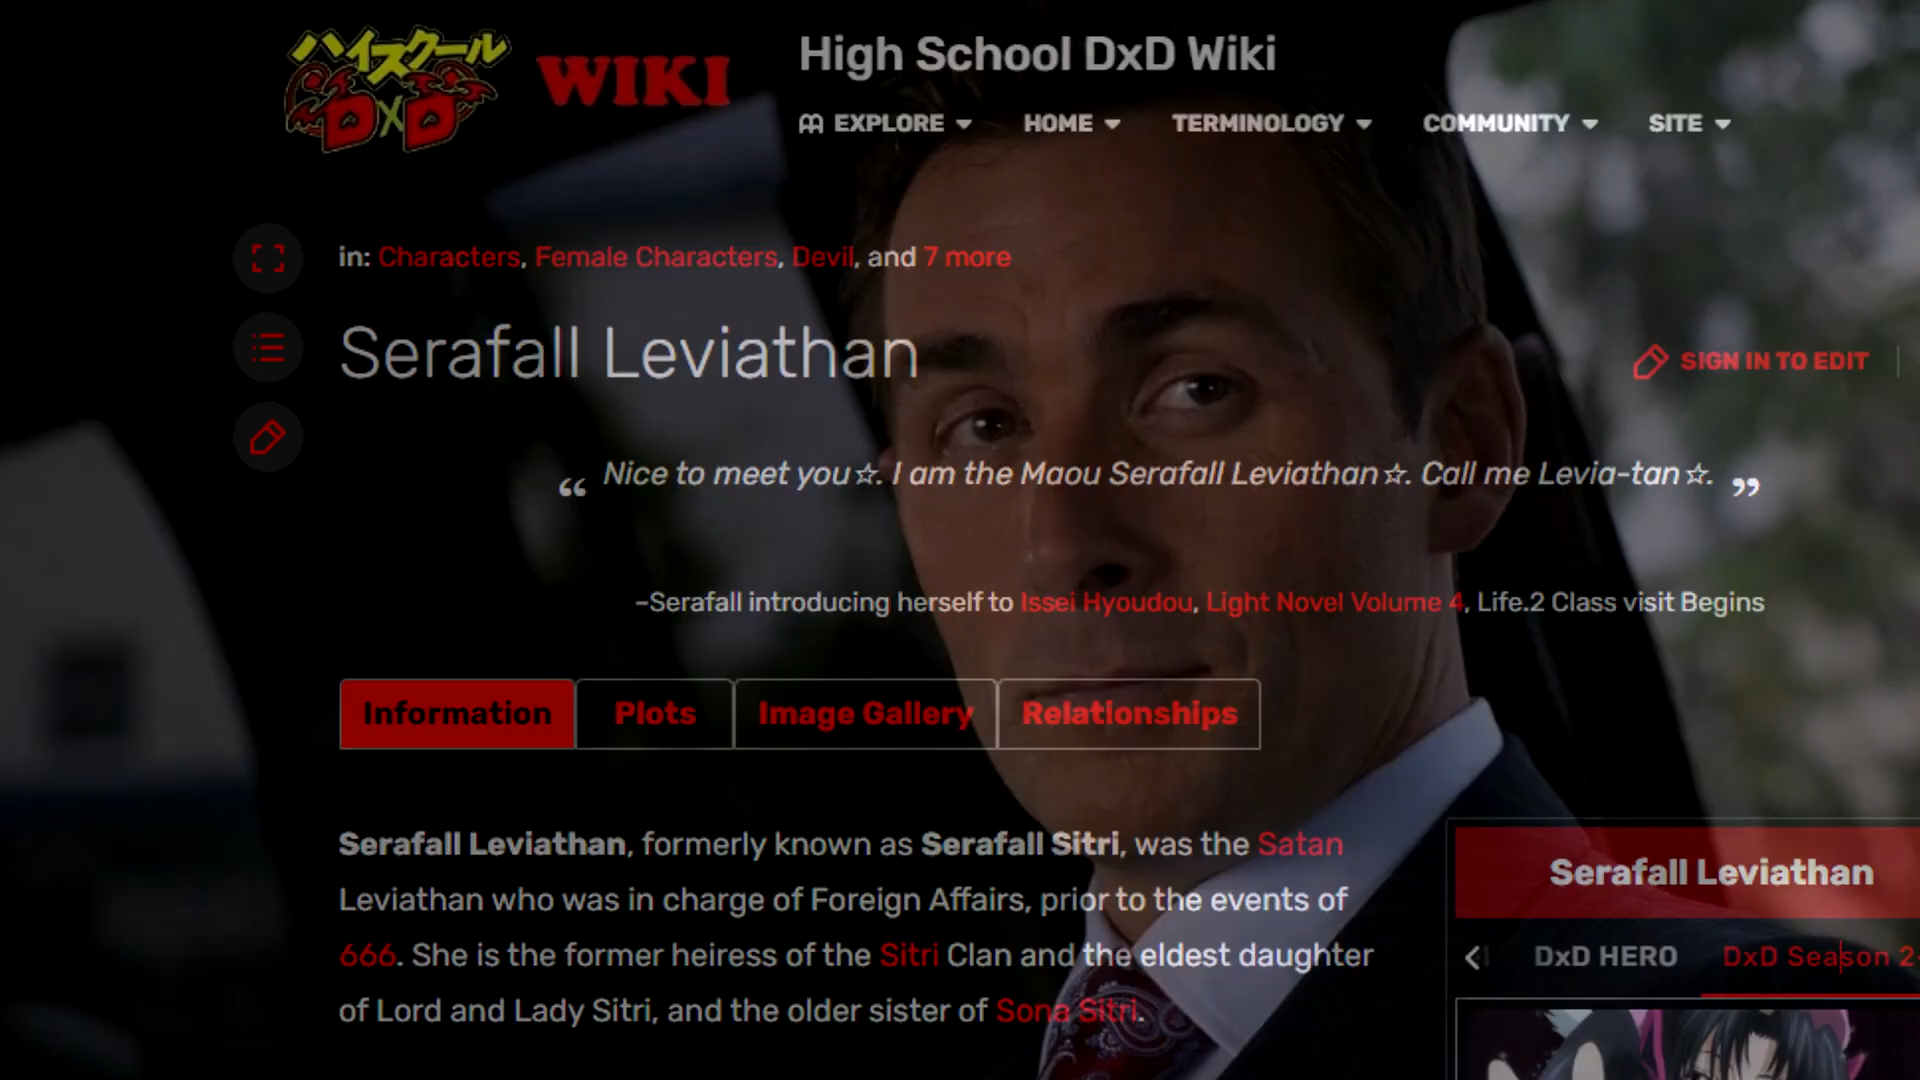 ハイスクール
DXD
WIKI
High School DxD Wiki
EXPLORE
HOME
TERMINOLOGY
COMMUNITY
SITE
in: Characters, Female Characters, Devil, and 7 more
Serafall Leviathan
SIGN IN TO EDIT
“ Nice to meet you☆. I am the Maou Serafall Leviathan☆. Call me Levia-tan☆. ”
–Serafall introducing herself to Issei Hyoudou, Light Novel Volume 4, Life.2 Class visit Begins
Information
Plots
Image Gallery
Relationships
Serafall Leviathan, formerly known as Serafall Sitri, was the Satan
Leviathan who was in charge of Foreign Affairs, prior to the events of
666. She is the former heiress of the Sitri Clan and the eldest daughter
of Lord and Lady Sitri, and the older sister of Sona Sitri.
Serafall Leviathan
DxD HERO
DxD Season 2-